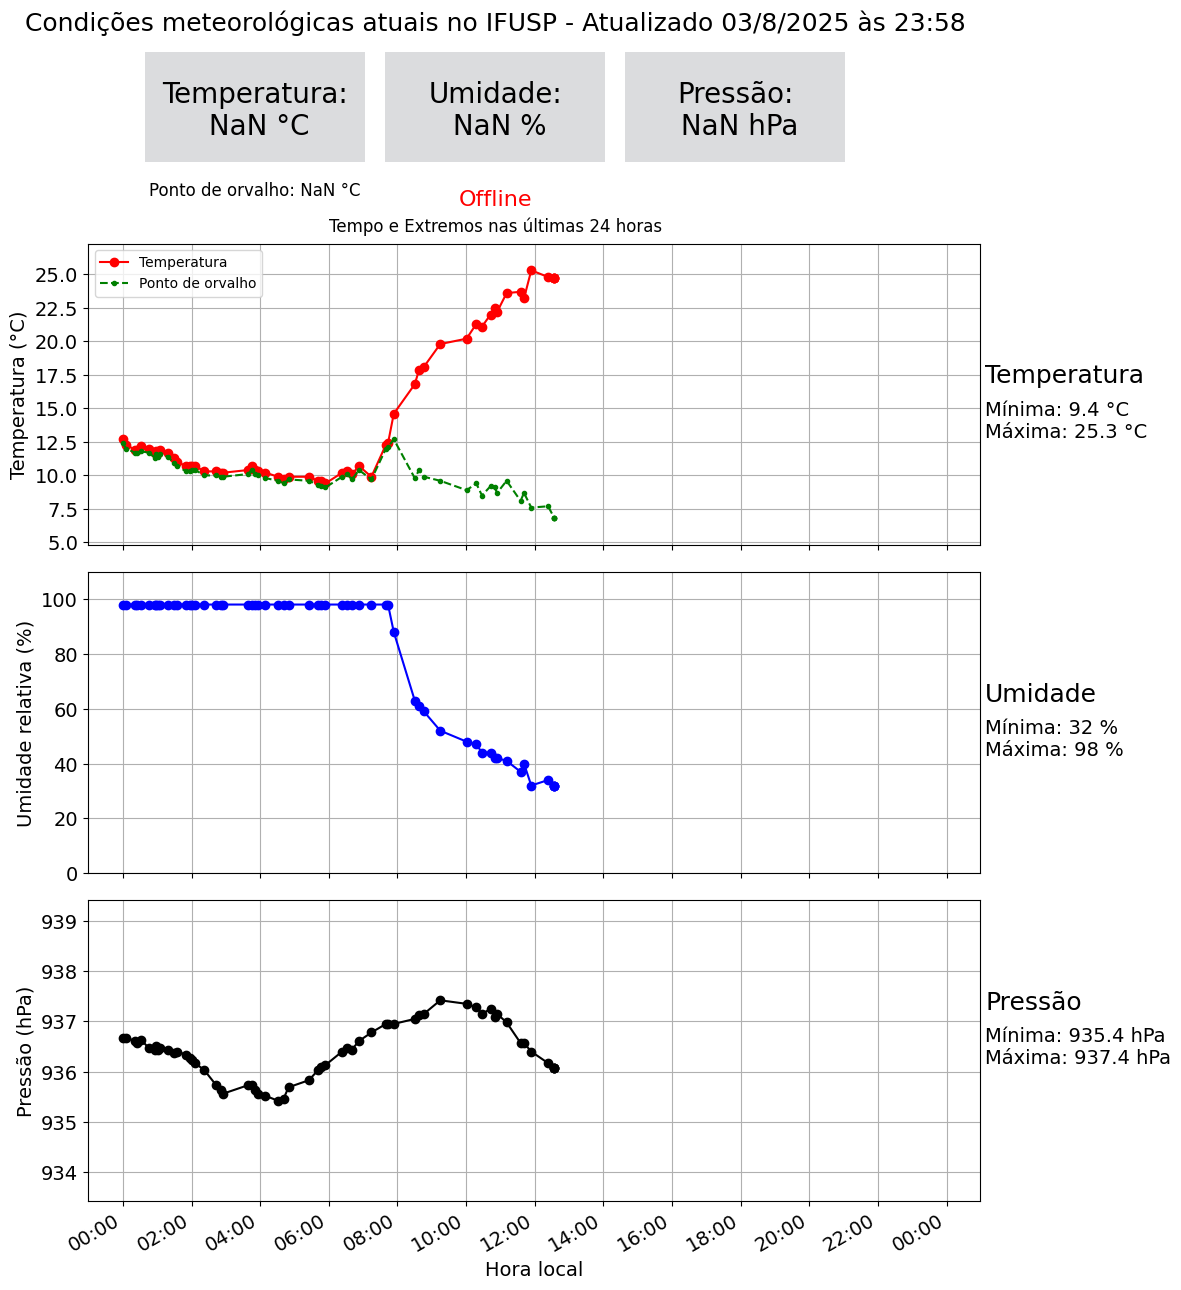 Condições meteorológicas atuais no IFUSP - Atualizado 03/8/2025 às 23:58
Temperatura:
NaN °C
Umidade:
NaN %
Pressão:
NaN hPa
Ponto de orvalho: NaN °C
Offline
Tempo e Extremos nas últimas 24 horas
Temperatura
Ponto de orvalho
Temperatura (°C)
25.0
22.5
20.0
17.5
15.0
12.5
10.0
7.5
5.0
Temperatura
Mínima: 9.4 °C
Máxima: 25.3 °C
Umidade relativa (%)
100
80
60
40
20
0
Umidade
Mínima: 32 %
Máxima: 98 %
Pressão (hPa)
939
938
937
936
935
934
Pressão
Mínima: 935.4 hPa
Máxima: 937.4 hPa
00:00
02:00
04:00
06:00
08:00
10:00
12:00
14:00
16:00
18:00
20:00
22:00
00:00
Hora local